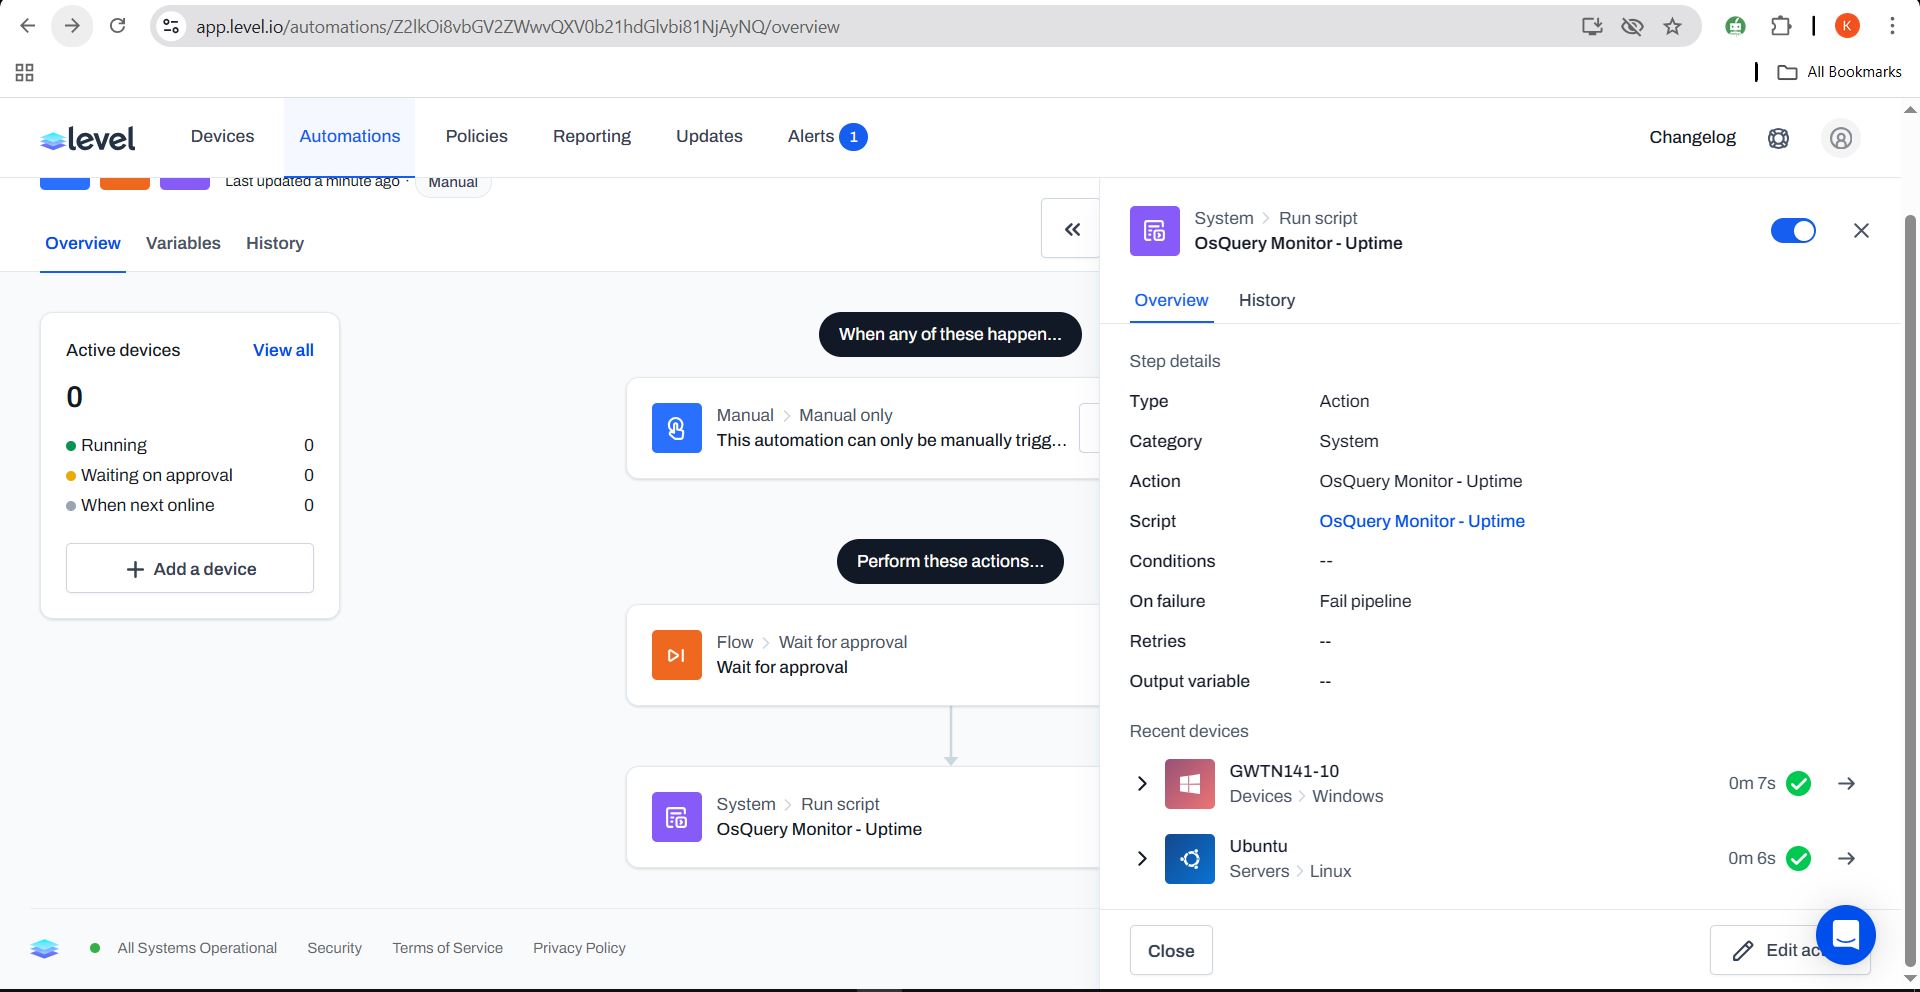 app.level.io/automations/Z2lkOi8vbGV2ZWwvQXV0b21hdGlvbi81NjAyNQ/overview
K
All Bookmarks
level
Devices
Automations
Policies
Reporting
Updates
Alerts 1
Changelog
Last updated a minute ago ·
Manual
Overview
Variables
History
Active devices
View all
0
Running 0
Waiting on approval 0
When next online 0
Add a device
When any of these happen...
Manual > Manual only
This automation can only be manually trigg...
Perform these actions...
Flow > Wait for approval
Wait for approval
System > Run script
OsQuery Monitor - Uptime
All Systems Operational
Security
Terms of Service
Privacy Policy
System > Run script
OsQuery Monitor - Uptime
Overview
History
Step details
Type Action
Category System
Action OsQuery Monitor - Uptime
Script OsQuery Monitor - Uptime
Conditions --
On failure Fail pipeline
Retries --
Output variable --
Recent devices
GWTN141-10
Devices > Windows
0m 7s
Ubuntu
Servers > Linux
0m 6s
Close
Edit